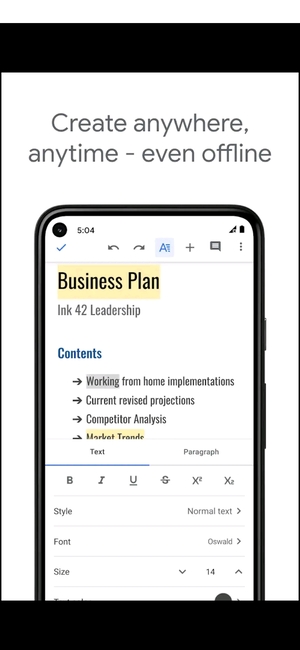 Create anywhere,
anytime - even offline
5:04
Business Plan
Ink 42 Leadership
Contents
➔ Working from home implementations
➔ Current revised projections
➔ Competitor Analysis
➔ Market Trends
Text Paragraph
B I U S X² X₂
Style Normal text
Font Oswald
Size 14